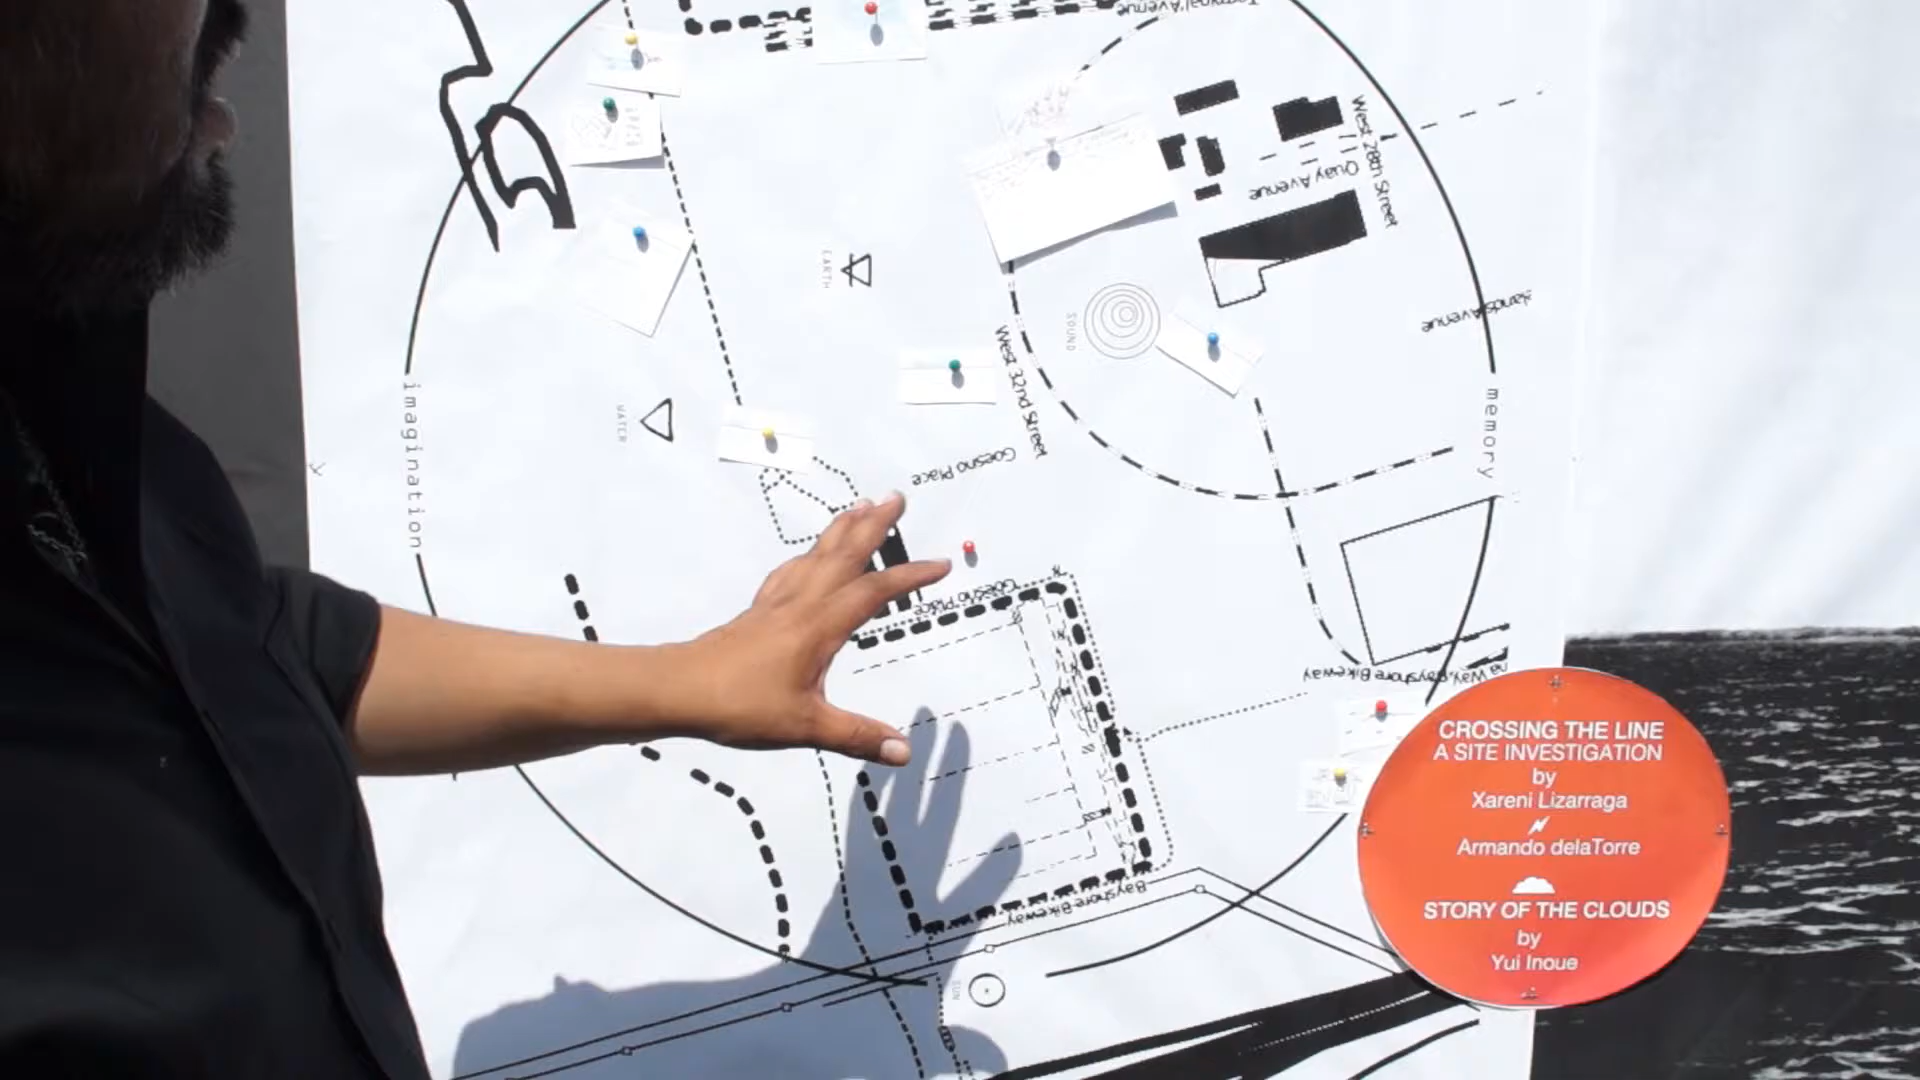 Terminal Avenue
West 28th Street
Quay Avenue
EARTH
SOUND
West 32nd Street
imagination
WATER
memory
Goesno Place
Goesno Place
Bayshore Bikeway
Bayshore Bikeway
SUN
CROSSING THE LINE
A SITE INVESTIGATION
by
Xareni Lizarraga
Armando delaTorre
STORY OF THE CLOUDS
by
Yui Inoue